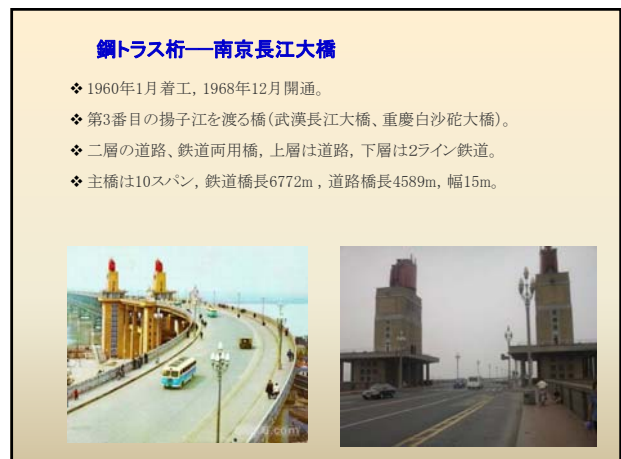 鋼トラス桁──南京長江大橋
❖ 1960年1月着工，1968年12月開通。
❖ 第3番目の揚子江を渡る橋（武漢長江大橋、重慶白沙砣大橋）。
❖ 二層の道路、鉄道両用橋，上層は道路，下層は2ライン鉄道。
❖ 主橋は10スパン，鉄道橋長6772m，道路橋長4589m，幅15m。